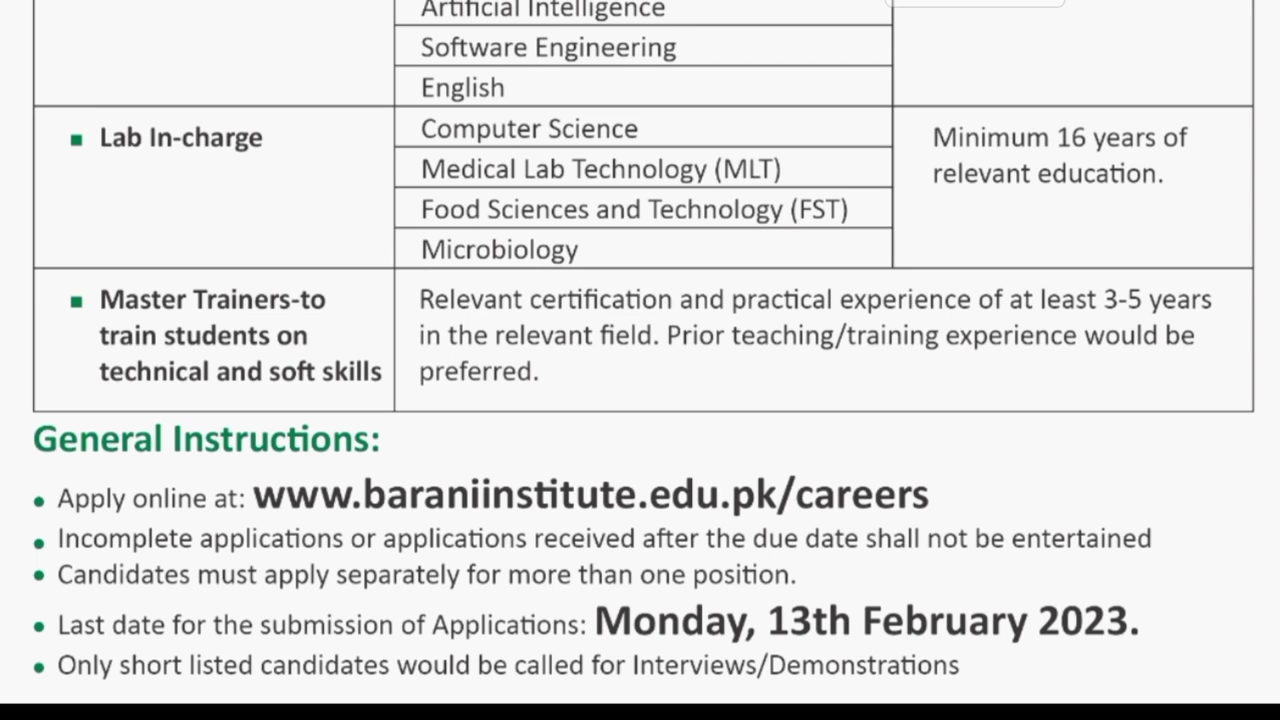 Artificial Intelligence
Software Engineering
English
Lab In-charge
Computer Science
Medical Lab Technology (MLT)
Food Sciences and Technology (FST)
Microbiology
Minimum 16 years of
relevant education.
Master Trainers-to
train students on
technical and soft skills
Relevant certification and practical experience of at least 3-5 years
in the relevant field. Prior teaching/training experience would be
preferred.
General Instructions:
Apply online at: www.baraniinstitute.edu.pk/careers
Incomplete applications or applications received after the due date shall not be entertained
Candidates must apply separately for more than one position.
Last date for the submission of Applications: Monday, 13th February 2023.
Only short listed candidates would be called for Interviews/Demonstrations